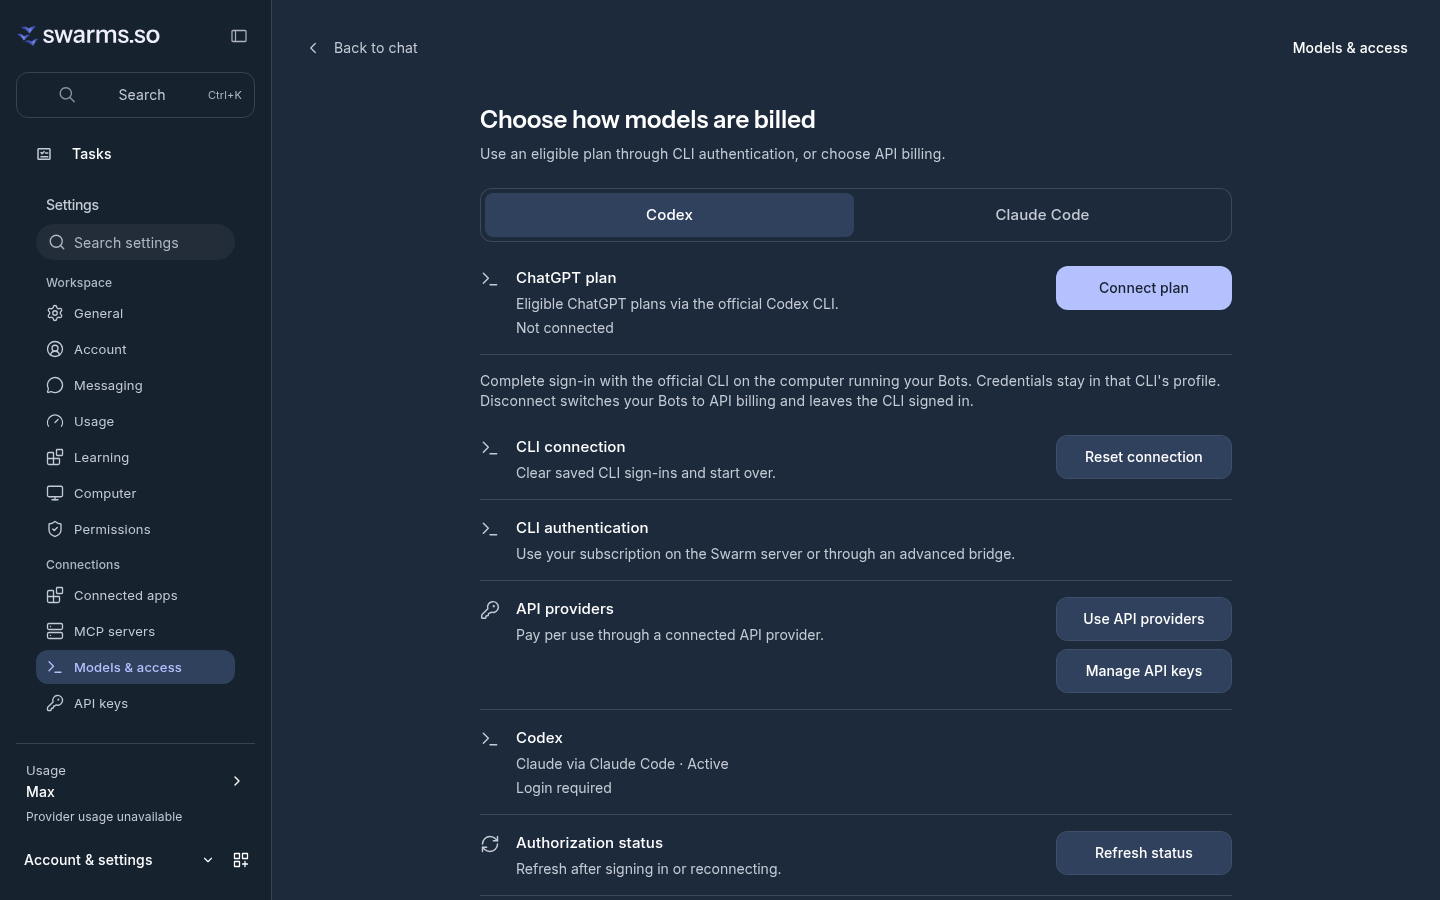 swarms.so
Search
Ctrl+K
Tasks
Settings
Search settings
Workspace
General
Account
Messaging
Usage
Learning
Computer
Permissions
Connections
Connected apps
MCP servers
Models & access
API keys
Usage
Max
Provider usage unavailable
Account & settings
Back to chat
Models & access
Choose how models are billed
Use an eligible plan through CLI authentication, or choose API billing.
Codex
Claude Code
ChatGPT plan
Eligible ChatGPT plans via the official Codex CLI.
Not connected
Connect plan
Complete sign-in with the official CLI on the computer running your Bots. Credentials stay in that CLI's profile.
Disconnect switches your Bots to API billing and leaves the CLI signed in.
CLI connection
Clear saved CLI sign-ins and start over.
Reset connection
CLI authentication
Use your subscription on the Swarm server or through an advanced bridge.
API providers
Pay per use through a connected API provider.
Use API providers
Manage API keys
Codex
Claude via Claude Code · Active
Login required
Authorization status
Refresh after signing in or reconnecting.
Refresh status